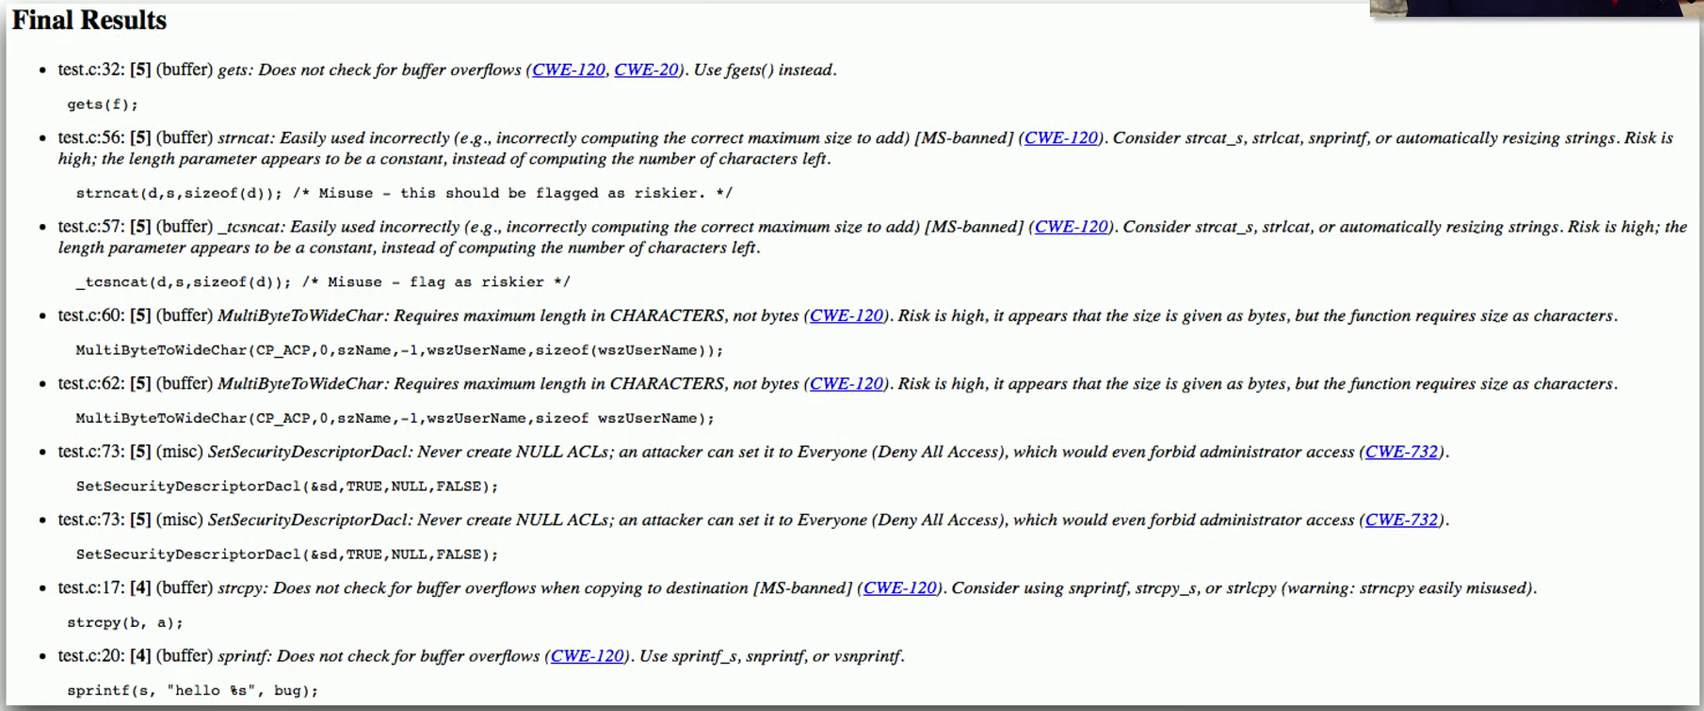 Final Results
• test.c:32: [5] (buffer) gets: Does not check for buffer overflows (CWE-120, CWE-20). Use fgets() instead.
gets(f);
• test.c:56: [5] (buffer) strncat: Easily used incorrectly (e.g., incorrectly computing the correct maximum size to add) [MS-banned] (CWE-120). Consider strcat_s, strlcat, snprintf, or automatically resizing strings. Risk is
high; the length parameter appears to be a constant, instead of computing the number of characters left.
strncat(d,s,sizeof(d)); /* Misuse - this should be flagged as riskier. */
• test.c:57: [5] (buffer) _tcsncat: Easily used incorrectly (e.g., incorrectly computing the correct maximum size to add) [MS-banned] (CWE-120). Consider strcat_s, strlcat, or automatically resizing strings. Risk is high; the
length parameter appears to be a constant, instead of computing the number of characters left.
_tcsncat(d,s,sizeof(d)); /* Misuse - flag as riskier */
• test.c:60: [5] (buffer) MultiByteToWideChar: Requires maximum length in CHARACTERS, not bytes (CWE-120). Risk is high, it appears that the size is given as bytes, but the function requires size as characters.
MultiByteToWideChar(CP_ACP,0,szName,-1,wszUserName,sizeof(wszUserName));
• test.c:62: [5] (buffer) MultiByteToWideChar: Requires maximum length in CHARACTERS, not bytes (CWE-120). Risk is high, it appears that the size is given as bytes, but the function requires size as characters.
MultiByteToWideChar(CP_ACP,0,szName,-1,wszUserName,sizeof wszUserName);
• test.c:73: [5] (misc) SetSecurityDescriptorDacl: Never create NULL ACLs; an attacker can set it to Everyone (Deny All Access), which would even forbid administrator access (CWE-732).
SetSecurityDescriptorDacl(&sd,TRUE,NULL,FALSE);
• test.c:73: [5] (misc) SetSecurityDescriptorDacl: Never create NULL ACLs; an attacker can set it to Everyone (Deny All Access), which would even forbid administrator access (CWE-732).
SetSecurityDescriptorDacl(&sd,TRUE,NULL,FALSE);
• test.c:17: [4] (buffer) strcpy: Does not check for buffer overflows when copying to destination [MS-banned] (CWE-120). Consider using snprintf, strcpy_s, or strlcpy (warning: strncpy easily misused).
strcpy(b, a);
• test.c:20: [4] (buffer) sprintf: Does not check for buffer overflows (CWE-120). Use sprintf_s, snprintf, or vsnprintf.
sprintf(s, "hello %s", bug);